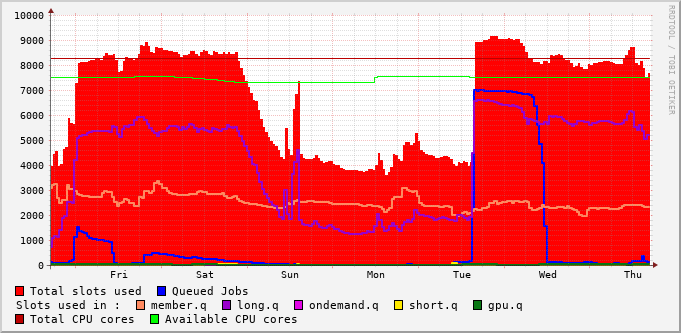 10000
9000
8000
7000
6000
5000
4000
3000
2000
1000
0
Fri Sat Sun Mon Tue Wed Thu
RRDTOOL / TOBI OETIKER
Total slots used Queued Jobs
Slots used in : member.q long.q ondemand.q short.q gpu.q
Total CPU cores Available CPU cores